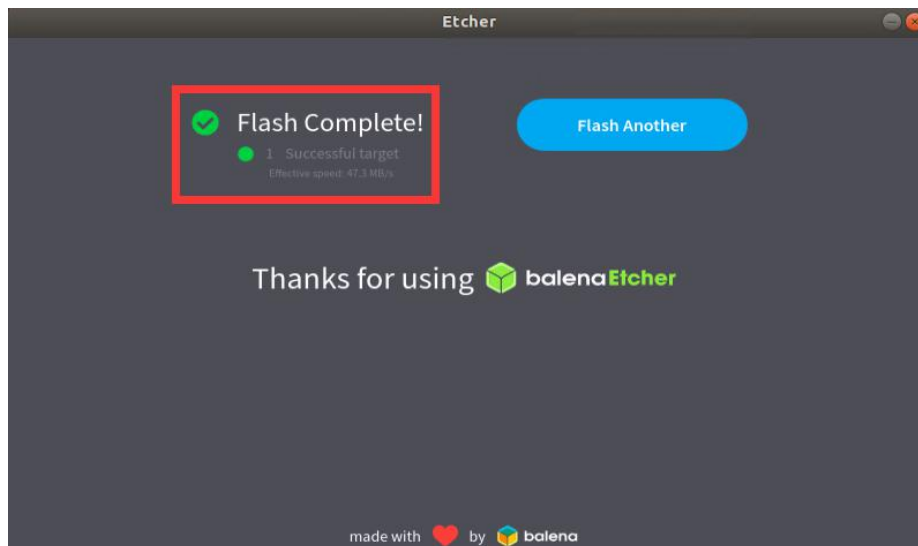 Etcher
Flash Complete!
1 Successful target
Effective speed: 47.3 MB/s
Flash Another
Thanks for using balenaEtcher
made with by balena